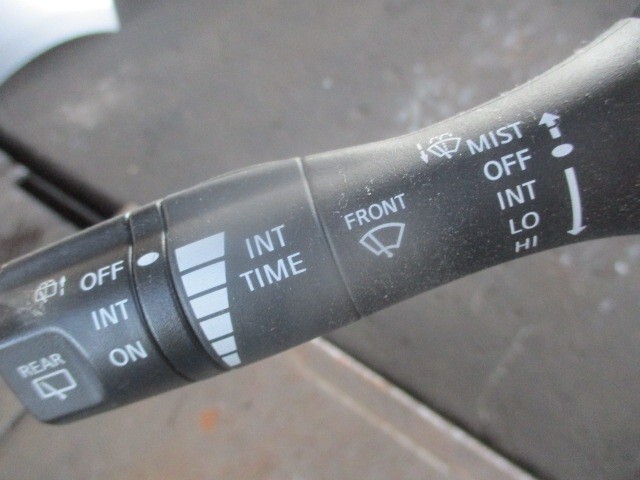 OFF
INT
ON
REAR
INT
TIME
FRONT
MIST
OFF
INT
LO
HI